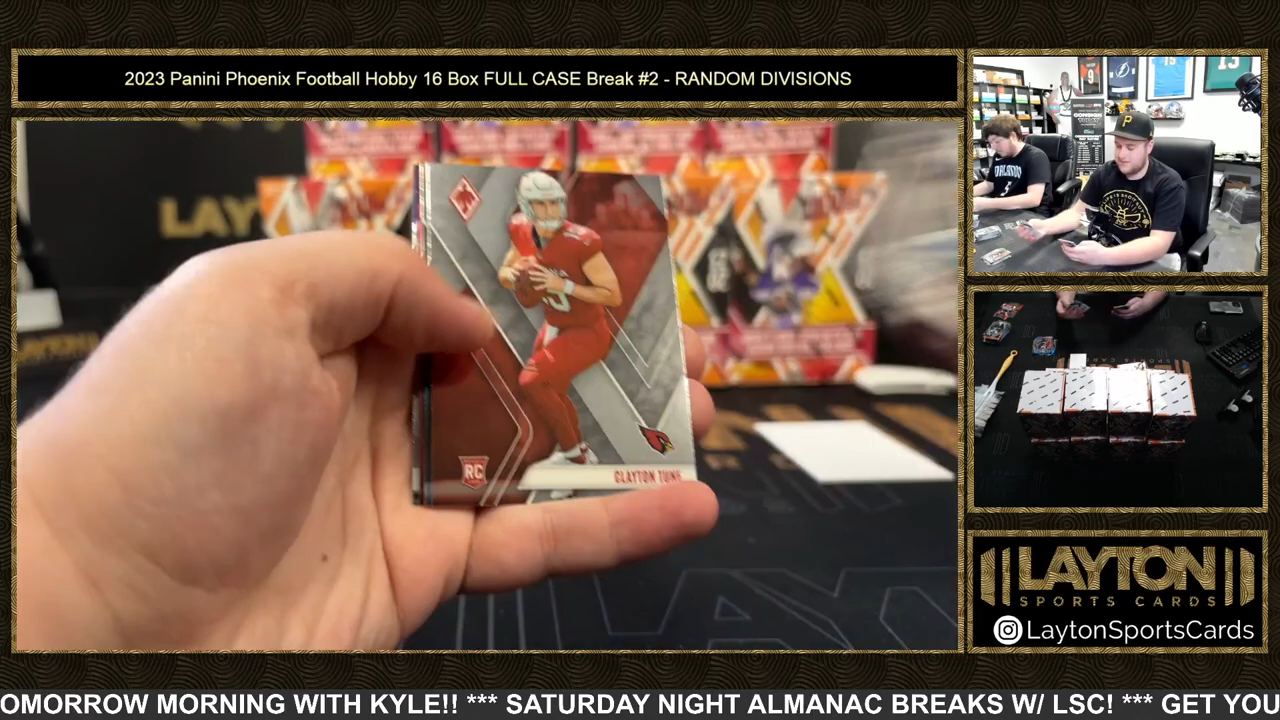 2023 Panini Phoenix Football Hobby 16 Box FULL CASE Break #2 - RANDOM DIVISIONS
LAY
RC
CLAYTON TUNE
P
LAYTON
SPORTS CARDS
LaytonSportsCards
OMORROW MORNING WITH KYLE!! *** SATURDAY NIGHT ALMANAC BREAKS W/ LSC! *** GET YOU